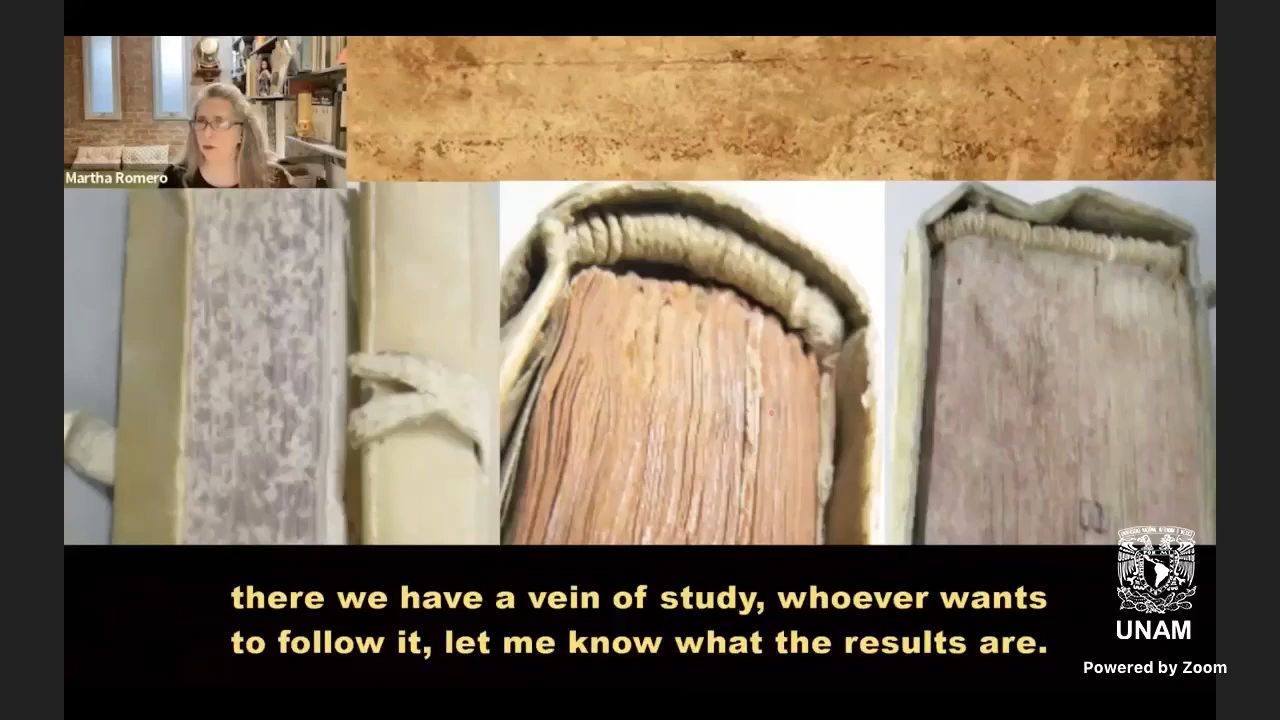 Martha Romero
there we have a vein of study, whoever wants
to follow it, let me know what the results are.
UNAM
Powered by Zoom